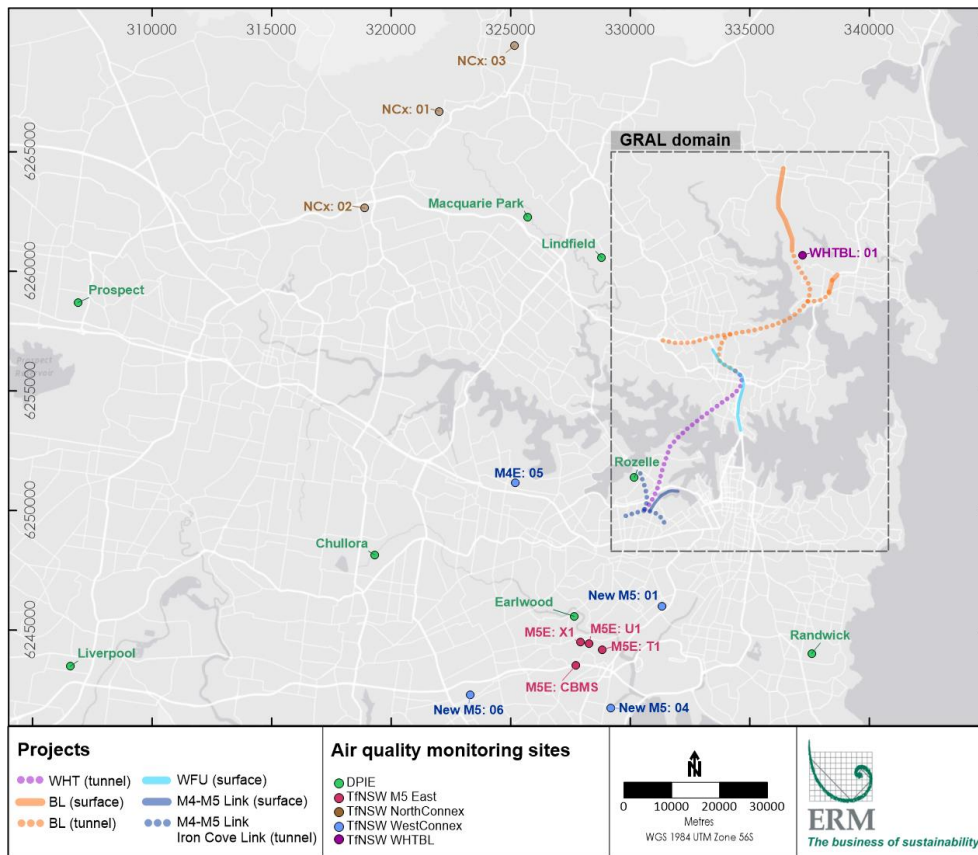 310000 315000 320000 325000 330000 335000 340000
NCx: 03
NCx: 01
6265000
GRAL domain
NCx: 02
Macquarie Park
Lindfield
WHTBL: 01
6260000
Prospect
Prospect Reservoir
6255000
M4E: 05
Rozelle
6250000
Chullora
New M5: 01
Earlwood
M5E: X1
M5E: U1
M5E: T1
Randwick
6245000
Liverpool
M5E: CBMS
New M5: 06
New M5: 04
Projects
WHT (tunnel)
BL (surface)
BL (tunnel)
WFU (surface)
M4-M5 Link (surface)
M4-M5 Link
Iron Cove Link (tunnel)
Air quality monitoring sites
DPIE
TfNSW M5 East
TfNSW NorthConnex
TfNSW WestConnex
TfNSW WHTBL
N
0 10000 20000 30000
Metres
WGS 1984 UTM Zone 56S
ERM
The business of sustainability